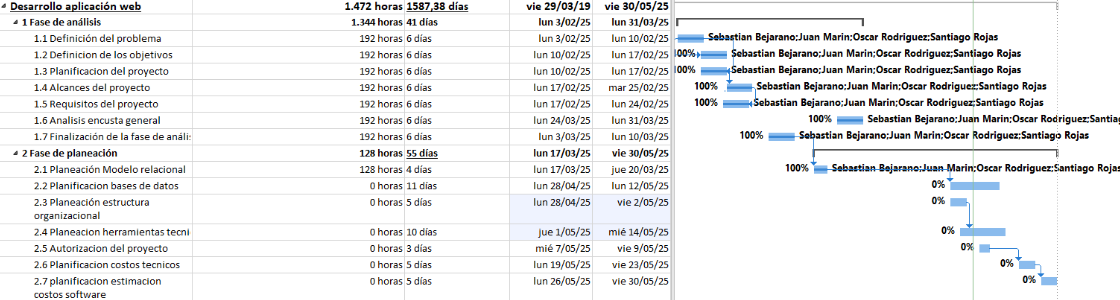 Desarrollo aplicación web 1.472 horas 1587,38 días vie 29/03/19 vie 30/05/25
1 Fase de análisis 1.344 horas 41 días lun 3/02/25 lun 31/03/25
1.1 Definición del problema 192 horas 6 días lun 3/02/25 lun 10/02/25 Sebastian Bejarano;Juan Marin;Oscar Rodriguez;Santiago Rojas
1.2 Definicion de los objetivos 192 horas 6 días lun 10/02/25 lun 17/02/25 100% Sebastian Bejarano;Juan Marin;Oscar Rodriguez;Santiago Rojas
1.3 Planificacion del proyecto 192 horas 6 días lun 10/02/25 lun 17/02/25 100% Sebastian Bejarano;Juan Marin;Oscar Rodriguez;Santiago Rojas
1.4 Alcances del proyecto 192 horas 6 días lun 17/02/25 mar 25/02/25 100% Sebastian Bejarano;Juan Marin;Oscar Rodriguez;Santiago Rojas
1.5 Requisitos del proyecto 192 horas 6 días lun 17/02/25 lun 24/02/25 100% Sebastian Bejarano;Juan Marin;Oscar Rodriguez;Santiago Rojas
1.6 Analisis encusta general 192 horas 6 días lun 24/03/25 lun 31/03/25 100% Sebastian Bejarano;Juan Marin;Oscar Rodriguez;Santiago
1.7 Finalización de la fase de análi: 192 horas 6 días lun 3/03/25 lun 10/03/25 100% Sebastian Bejarano;Juan Marin;Oscar Rodriguez;Santiago Rojas
2 Fase de planeación 128 horas 55 días lun 17/03/25 vie 30/05/25
2.1 Planeación Modelo relacional 128 horas 4 días lun 17/03/25 jue 20/03/25 100% Sebastian Bejarano;Juan Marin;Oscar Rodriguez;Santiago Rojas
2.2 Planificacion bases de datos 0 horas 11 días lun 28/04/25 lun 12/05/25 0%
2.3 Planeación estructura 0 horas 5 días lun 28/04/25 vie 2/05/25 0%
organizacional
2.4 Planeacion herramientas tecni 0 horas 10 días jue 1/05/25 mié 14/05/25 0%
2.5 Autorizacion del proyecto 0 horas 3 días mié 7/05/25 vie 9/05/25 0%
2.6 Planificacion costos tecnicos 0 horas 5 días lun 19/05/25 vie 23/05/25 0%
2.7 planificacion estimacion 0 horas 5 días lun 26/05/25 vie 30/05/25 0%
costos software